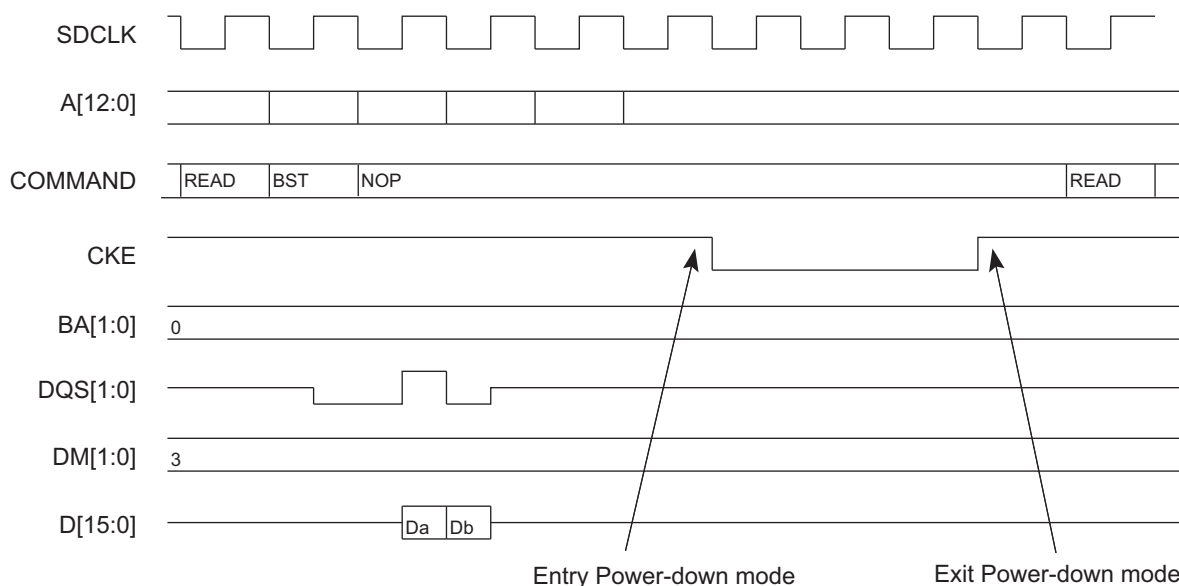 SDCLK
A[12:0]
COMMAND READ BST NOP READ
CKE
BA[1:0] 0
DQS[1:0]
DM[1:0] 3
D[15:0] Da Db
Entry Power-down mode Exit Power-down mode